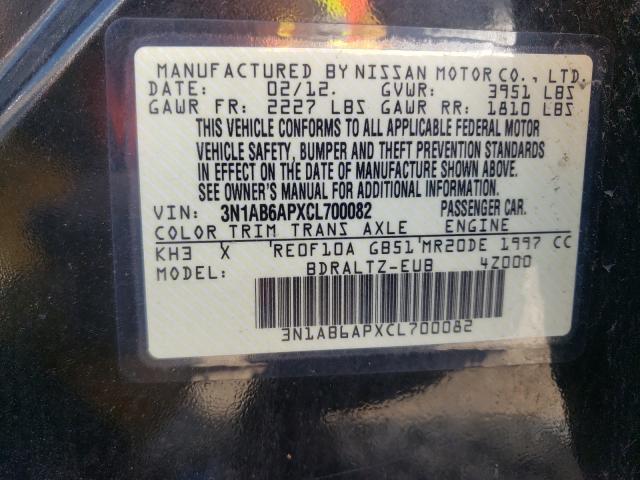 MANUFACTURED BY NISSAN MOTOR CO., LTD.
DATE: 02/12. GVWR: 3951 LBS
GAWR FR: 2227 LBS GAWR RR: 1810 LBS
THIS VEHICLE CONFORMS TO ALL APPLICABLE FEDERAL MOTOR
VEHICLE SAFETY, BUMPER AND THEFT PREVENTION STANDARDS
IN EFFECT ON THE DATE OF MANUFACTURE SHOWN ABOVE.
SEE OWNER'S MANUAL FOR ADDITIONAL INFORMATION
VIN: 3N1AB6APXCL700082 PASSENGER CAR.
COLOR TRIM TRANS AXLE ENGINE
KH3 X 'RE0F10A GB51'MR20DE 1997 CC
MODEL: BDRALTZ-EUB 4Z000
3N1AB6APXCL700082